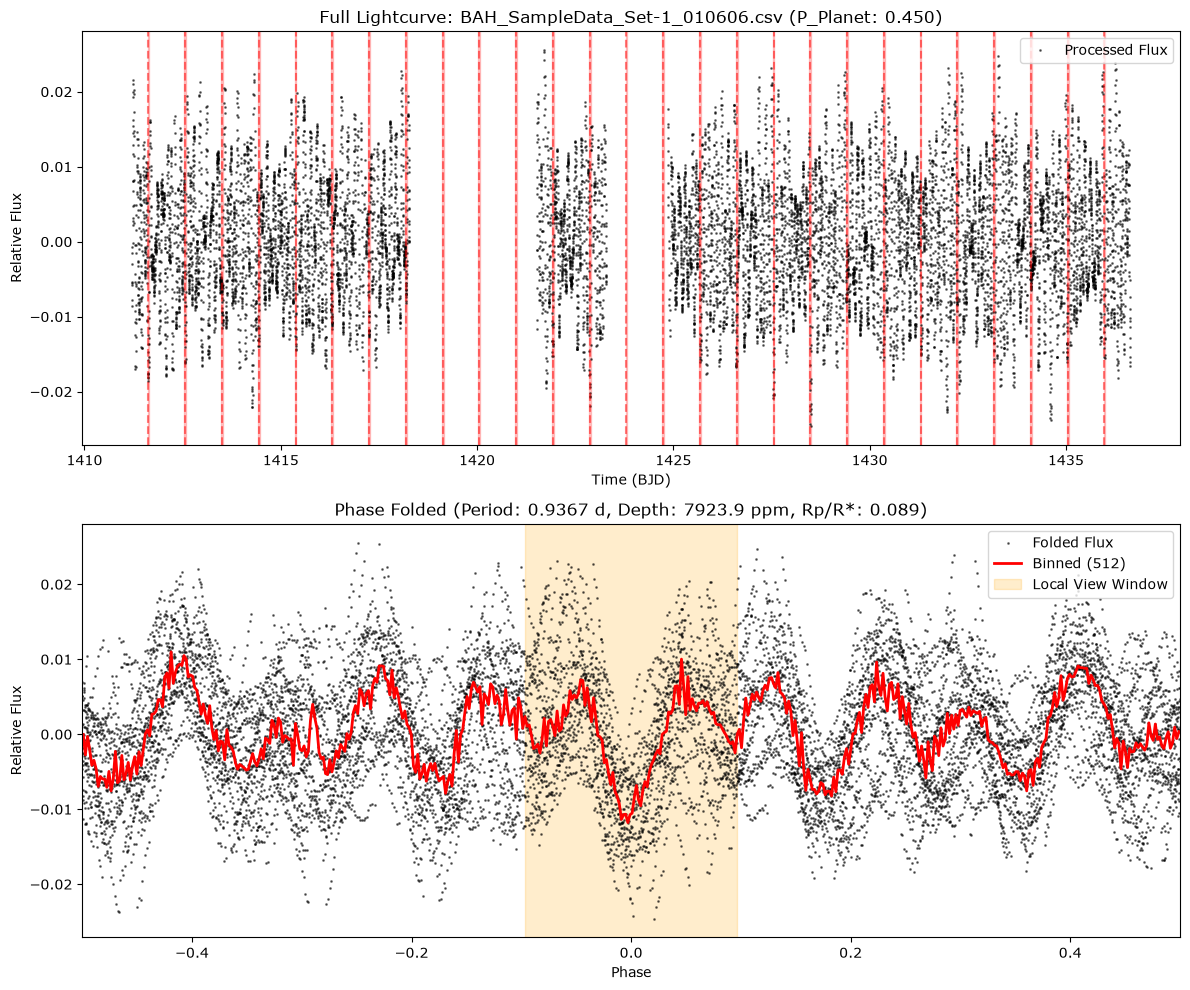 Full Lightcurve: BAH_SampleData_Set-1_010606.csv (P_Planet: 0.450)
Processed Flux
Relative Flux
0.02
0.01
0.00
−0.01
−0.02
1410 1415 1420 1425 1430 1435
Time (BJD)
Phase Folded (Period: 0.9367 d, Depth: 7923.9 ppm, Rp/R*: 0.089)
Folded Flux
Binned (512)
Local View Window
Relative Flux
0.02
0.01
0.00
−0.01
−0.02
−0.4 −0.2 0.0 0.2 0.4
Phase